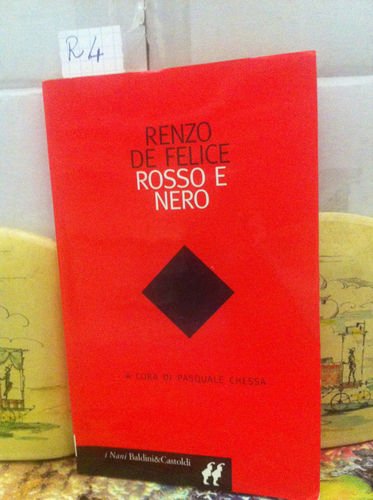 R4
RENZO
DE FELICE
ROSSO E
NERO
A CURA DI PASQUALE CHESSA
i Nani Baldini&Castoldi